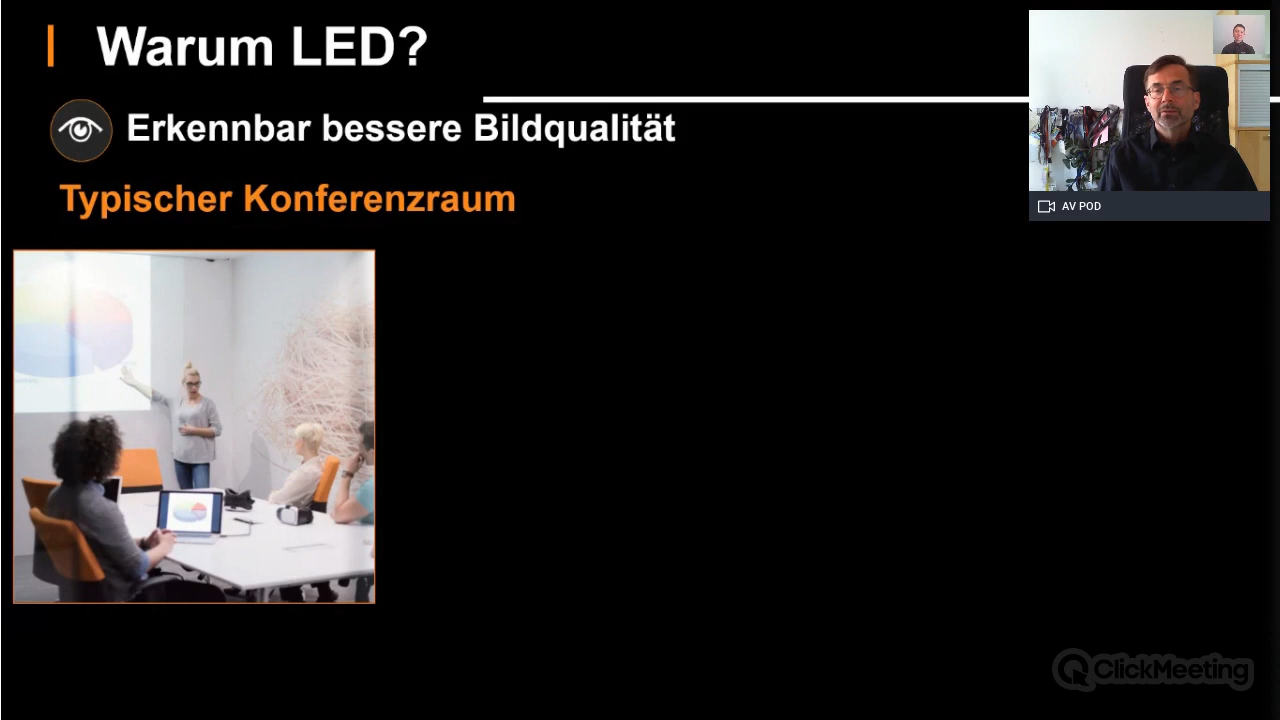 Warum LED?
Erkennbar bessere Bildqualität
Typischer Konferenzraum
AV POD
ClickMeeting